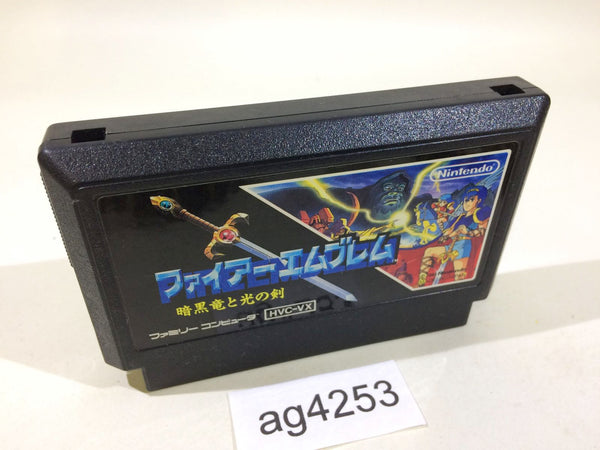 Nintendo
ファイアーエムブレム
暗黒竜と光の剣
ファミリー コンピュータ HVC-VX
ag4253